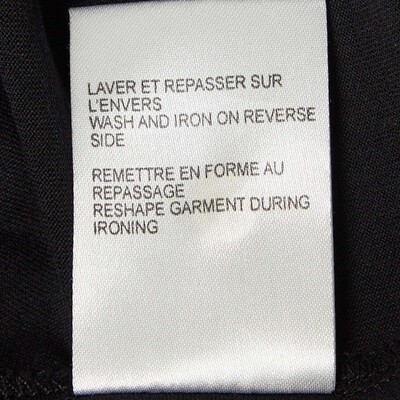 LAVER ET REPASSER SUR
L'ENVERS
WASH AND IRON ON REVERSE
SIDE
REMETTRE EN FORME AU
REPASSAGE
RESHAPE GARMENT DURING
IRONING